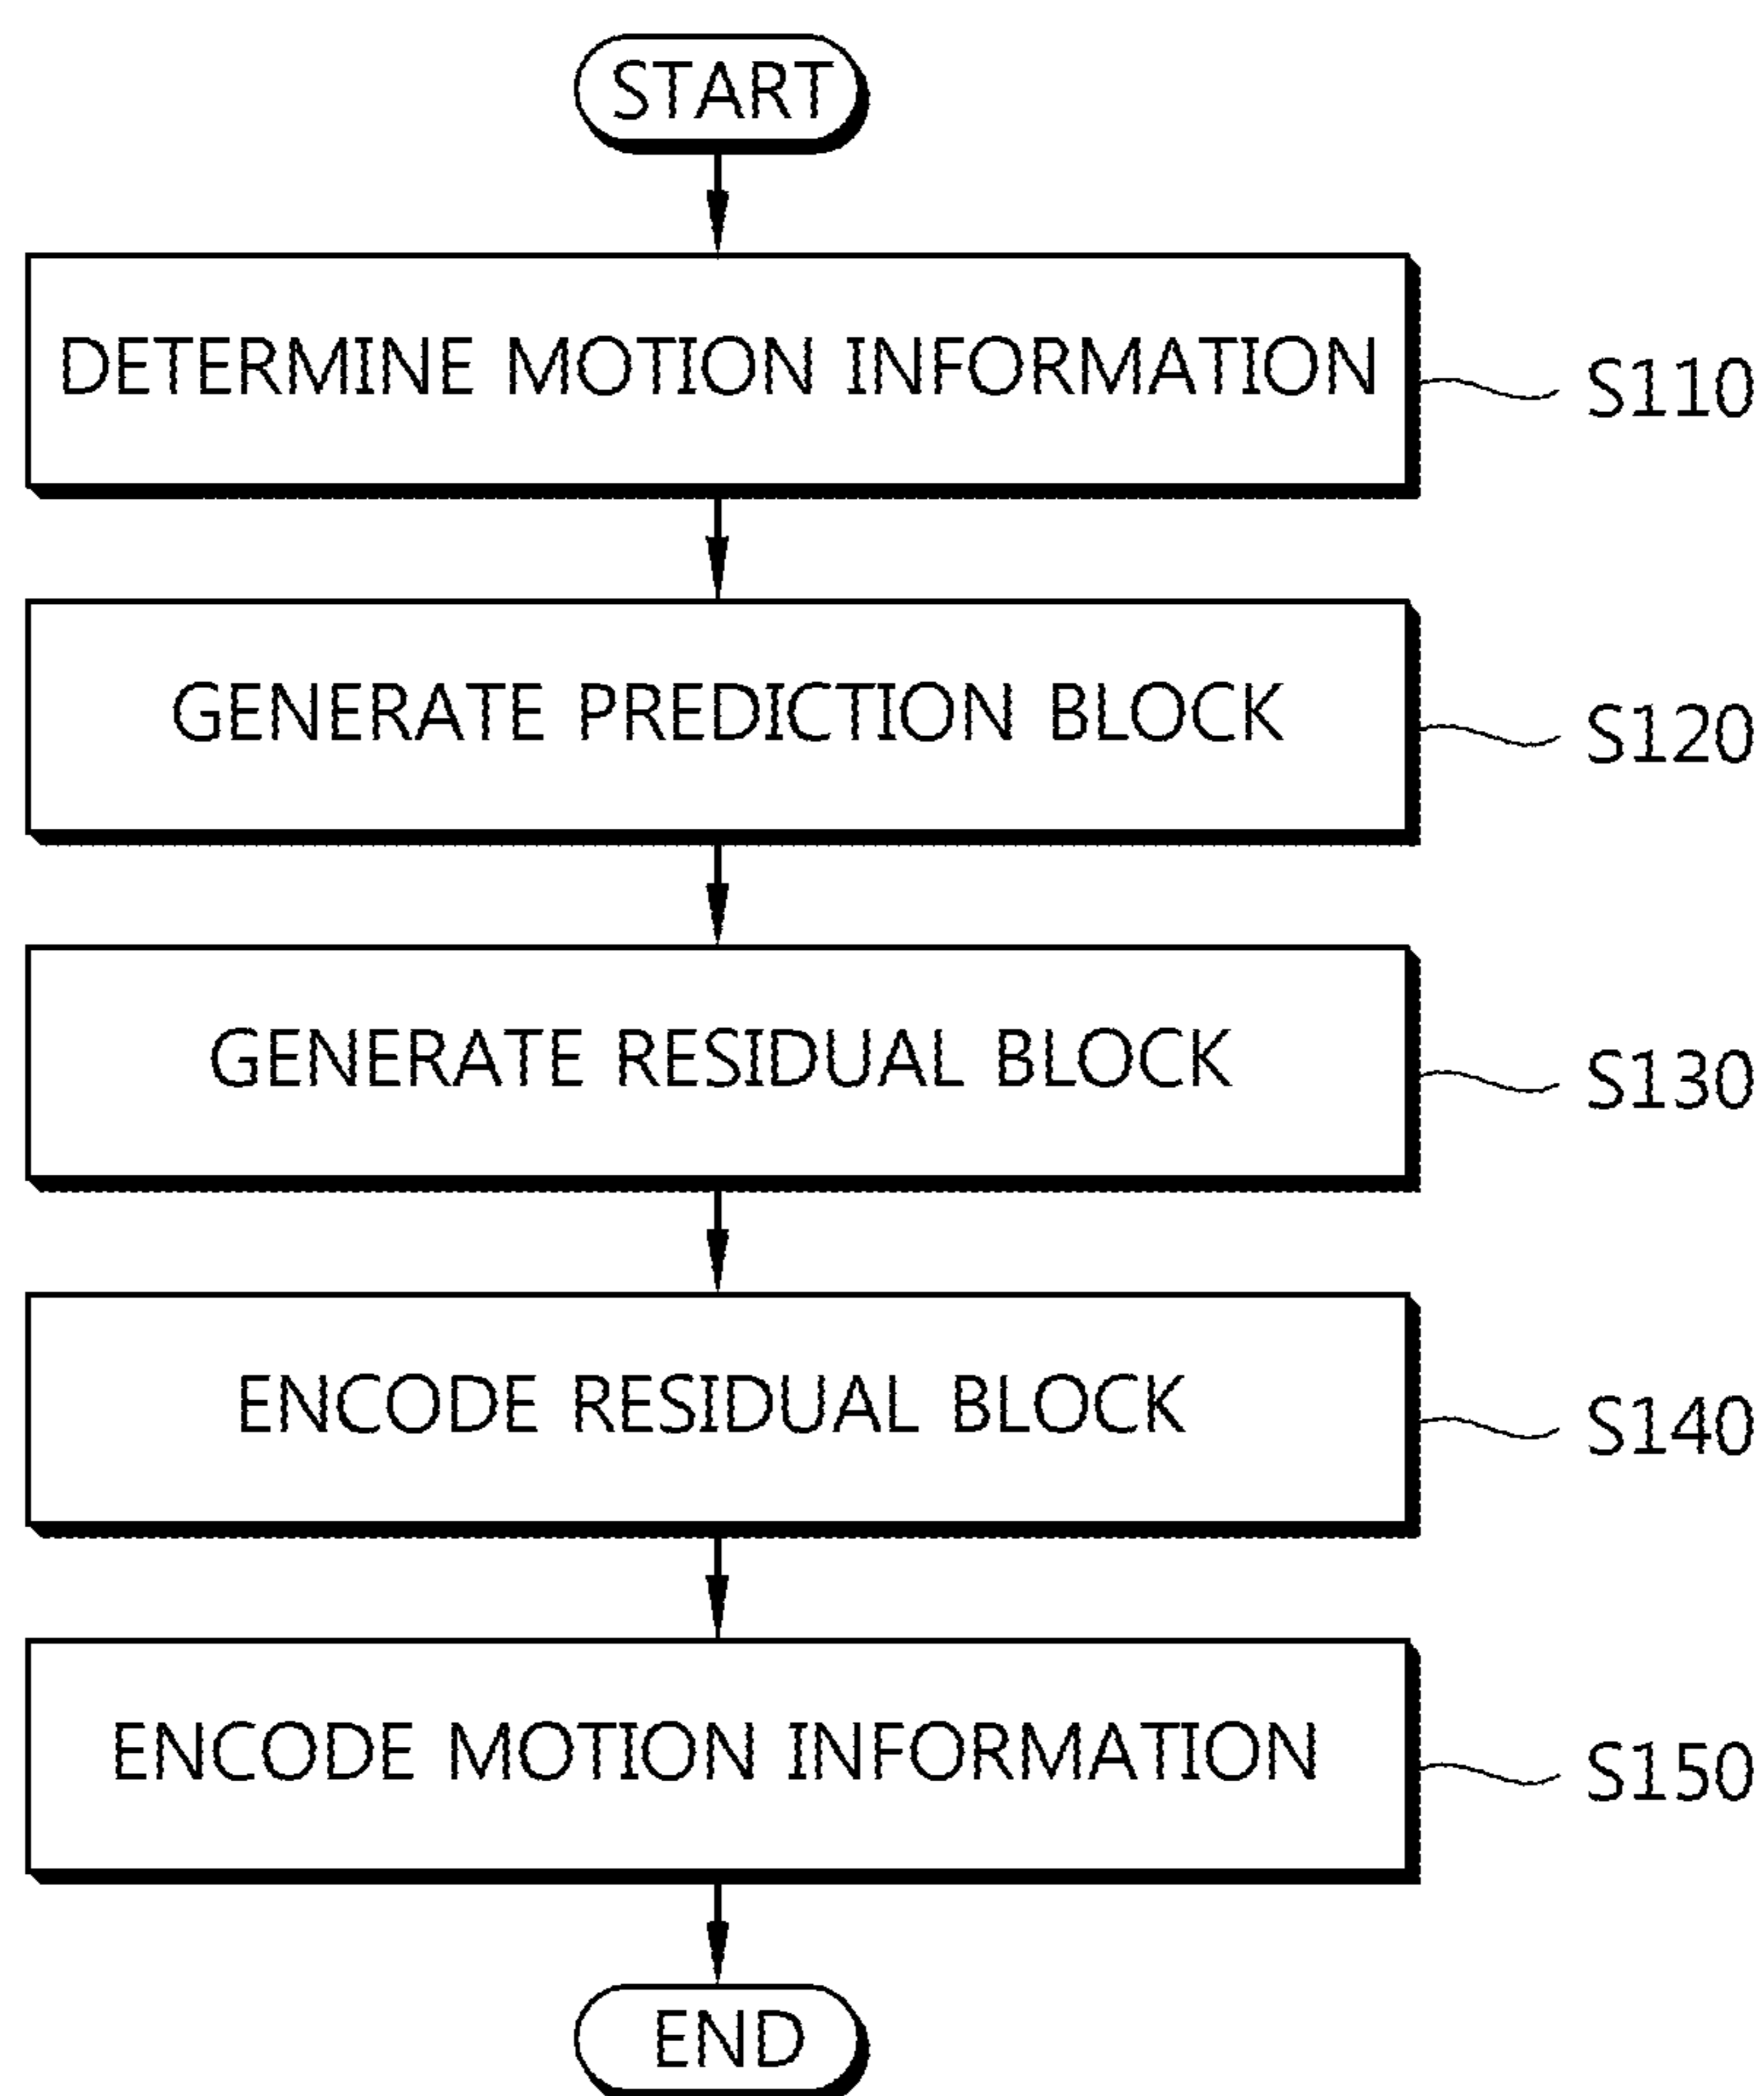 START
DETERMINE MOTION INFORMATION S110
GENERATE PREDICTION BLOCK S120
GENERATE RESIDUAL BLOCK S130
ENCODE RESIDUAL BLOCK S140
ENCODE MOTION INFORMATION S150
END